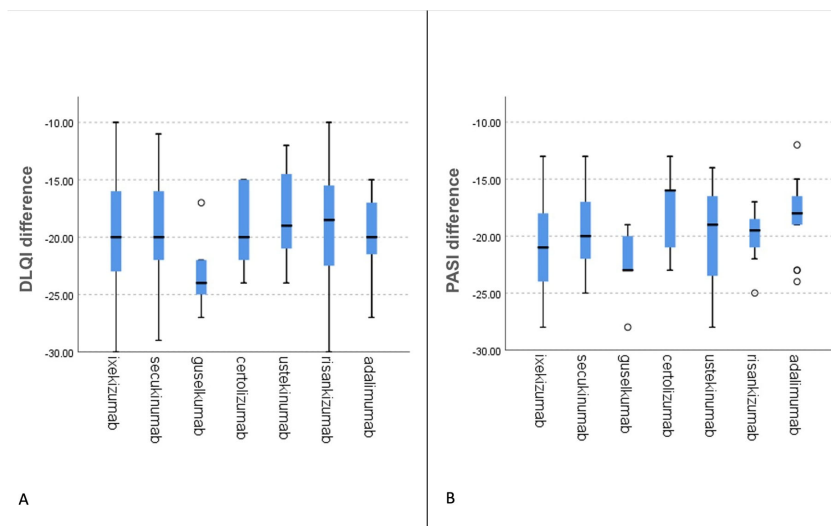 DLQI difference
-10.00
-15.00
-20.00
-25.00
-30.00
ixekizumab
secukinumab
guselkumab
certolizumab
ustekinumab
risankizumab
adalimumab
A
PASI difference
-10.00
-15.00
-20.00
-25.00
-30.00
ixekizumab
secukinumab
guselkumab
certolizumab
ustekinumab
risankizumab
adalimumab
B